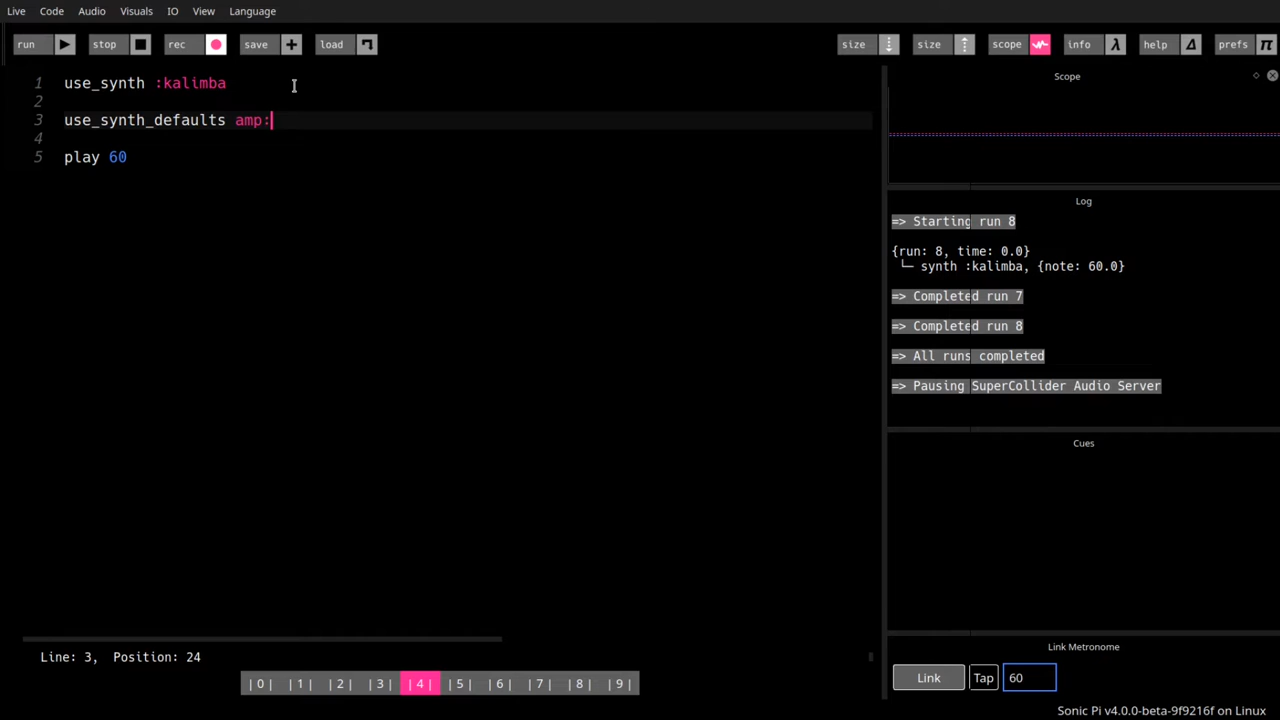 Live Code Audio Visuals IO View Language
run stop rec save load size size scope info help prefs
1 use_synth :kalimba
2
3 use_synth_defaults amp:
4
5 play 60
Scope
Log
=> Starting run 8
{run: 8, time: 0.0}
└─ synth :kalimba, {note: 60.0}
=> Completed run 7
=> Completed run 8
=> All runs completed
=> Pausing SuperCollider Audio Server
Cues
Line: 3, Position: 24
|0| |1| |2| |3| |4| |5| |6| |7| |8| |9|
Link Metronome
Link Tap 60
Sonic Pi v4.0.0-beta-9f9216f on Linux